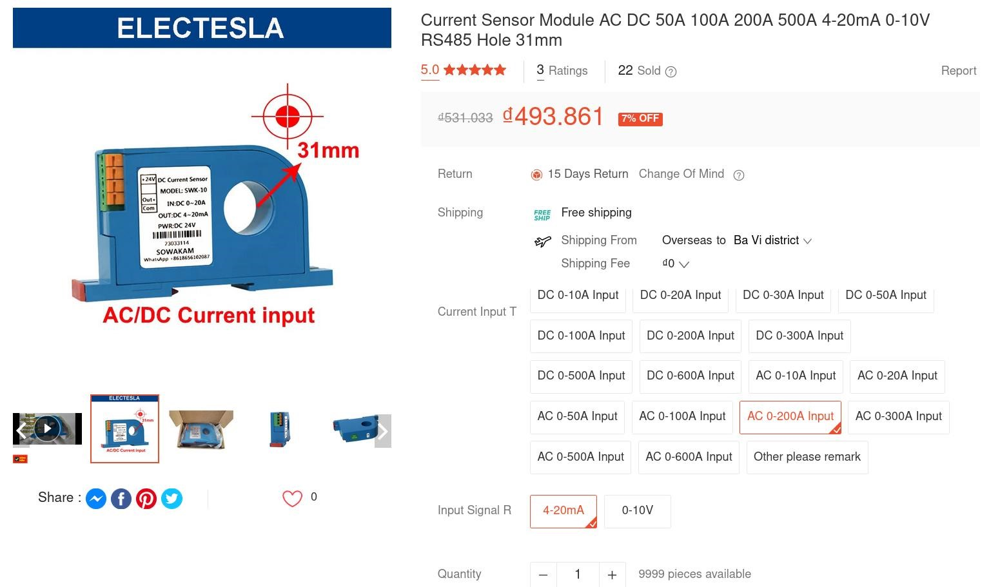 ELECTESLA
31mm
+24V
DC Current Sensor
MODEL: SWK-10
IN:DC 0~20A
Out+
Com
OUT:DC 4~20mA
PWR:DC 24V
23033114
SOWAKAM
WhatsApp +8618656102087
AC/DC Current input
ELECTESLA
31mm
AC/DC Current input
Share :
0
Current Sensor Module AC DC 50A 100A 200A 500A 4-20mA 0-10V
RS485 Hole 31mm
5.0 3 Ratings 22 Sold ? Report
₫531.033 ₫493.861 7% OFF
Return 15 Days Return Change Of Mind ?
Shipping FREE SHIP Free shipping
Shipping From Overseas to Ba Vi district
Shipping Fee ₫0
Current Input T
DC 0-10A Input DC 0-20A Input DC 0-30A Input DC 0-50A Input
DC 0-100A Input DC 0-200A Input DC 0-300A Input
DC 0-500A Input DC 0-600A Input AC 0-10A Input AC 0-20A Input
AC 0-50A Input AC 0-100A Input AC 0-200A Input AC 0-300A Input
AC 0-500A Input AC 0-600A Input Other please remark
Input Signal R 4-20mA 0-10V
Quantity − 1 + 9999 pieces available